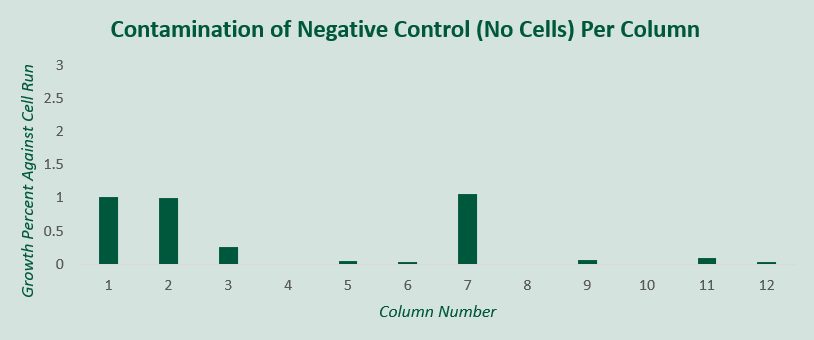 Contamination of Negative Control (No Cells) Per Column
Growth Percent Against Cell Run
3
2.5
2
1.5
1
0.5
0
1 2 3 4 5 6 7 8 9 10 11 12
Column Number